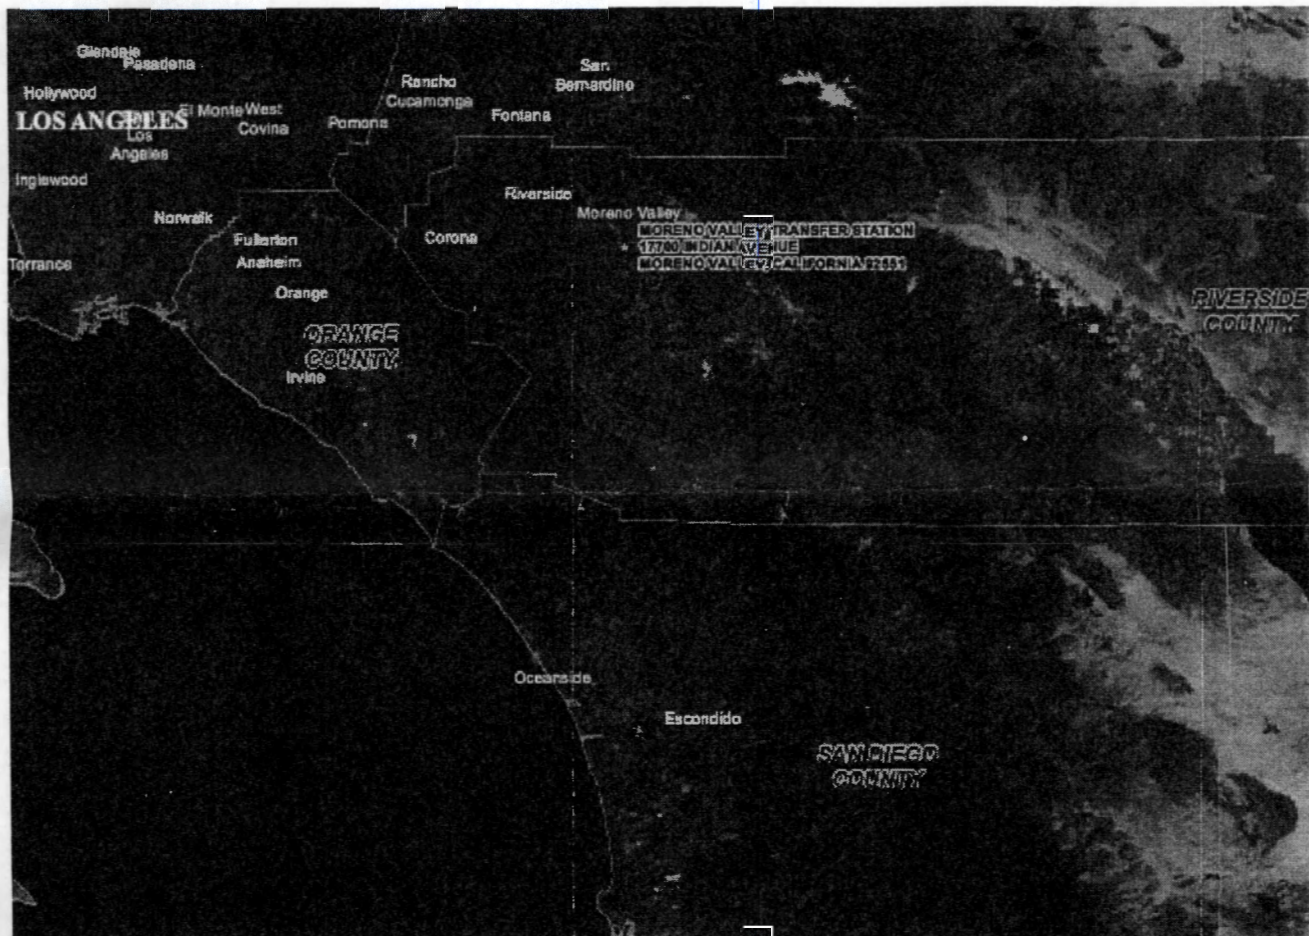 Glendale
Pasadena
Hollywood
LOS ANGELES
El Monte
West
Covina
Los
Angeles
Inglewood
Pomona
Rancho
Cucamonga
Fontana
San
Bernardino
Norwalk
Fullerton
Anaheim
Torrance
Orange
ORANGE
COUNTY
Irvine
Corona
Riverside
Moreno Valley
MORENO VALLEY TRANSFER STATION
17700 INDIAN AVENUE
MORENO VALLEY, CALIFORNIA 92551
RIVERSIDE
COUNTY
Oceanside
Escondido
SAN DIEGO
COUNTY